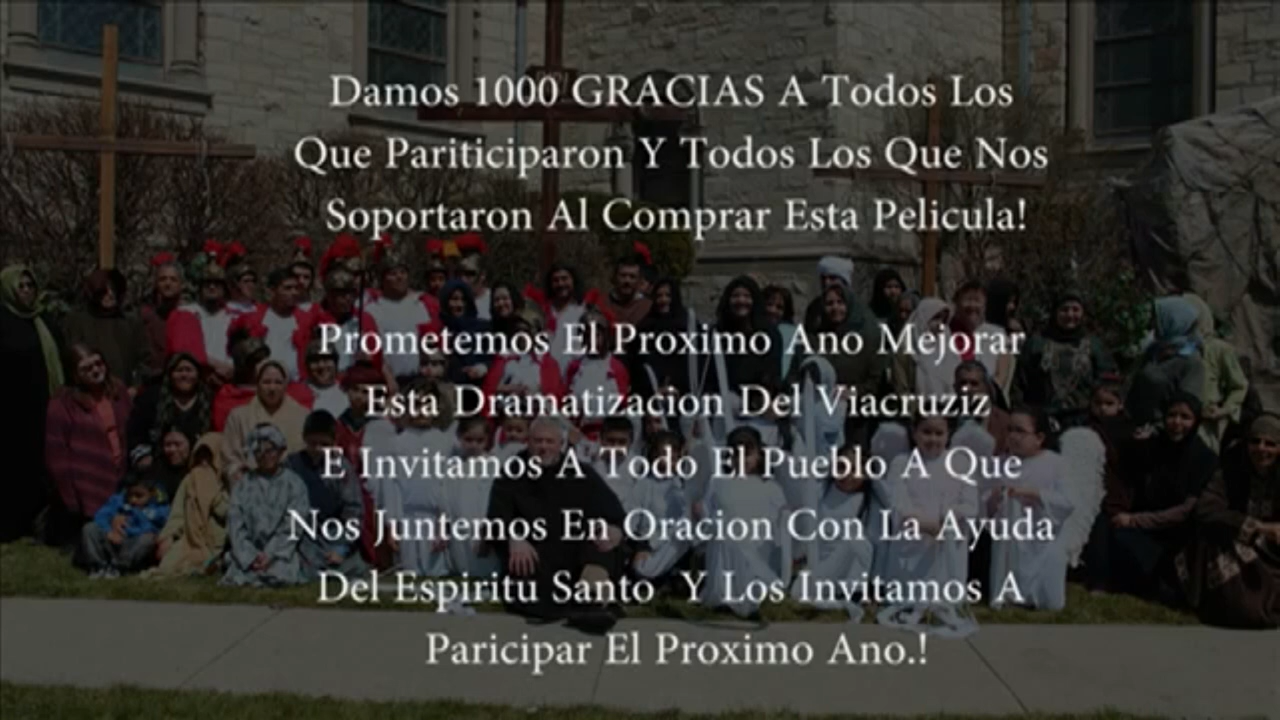 Damos 1000 GRACIAS A Todos Los
Que Pariticiparon Y Todos Los Que Nos
Soportaron Al Comprar Esta Pelicula!
Prometemos El Proximo Ano Mejorar
Esta Dramatizacion Del Viacruziz
E Invitamos A Todo El Pueblo A Que
Nos Juntemos En Oracion Con La Ayuda
Del Espiritu Santo Y Los Invitamos A
Paricipar El Proximo Ano.!